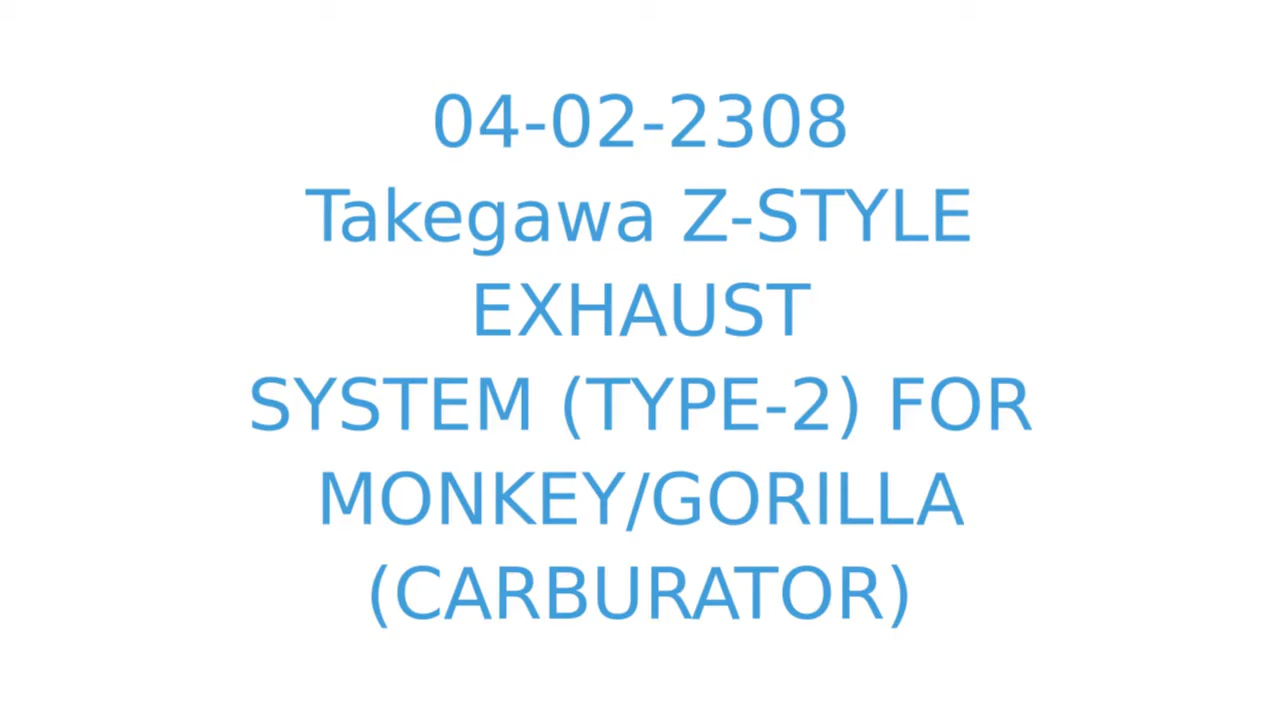 04-02-2308
Takegawa Z-STYLE
EXHAUST
SYSTEM (TYPE-2) FOR
MONKEY/GORILLA
(CARBURATOR)